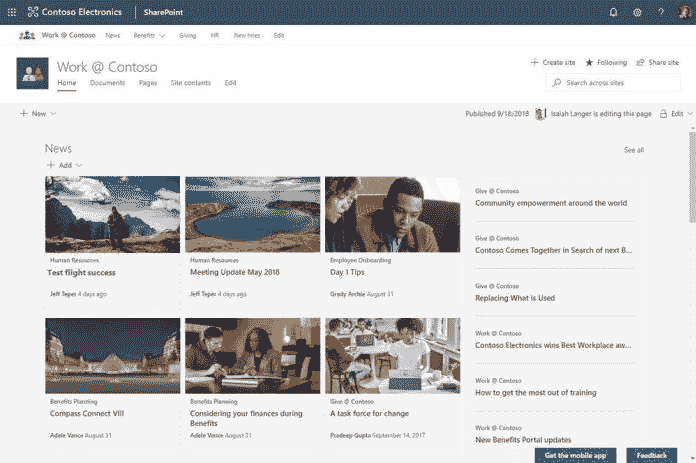 Contoso Electronics SharePoint
Work @ Contoso News Benefits Giving HR New hires Edit
Work @ Contoso
Create site Following Share site
Home Documents Pages Site contents Edit
Search across sites
New
Published 9/18/2018 Isaiah Langer is editing this page Edit
News
See all
Add
Human Resources
Test flight success
Jeff Teper 4 days ago
Human Resources
Meeting Update May 2018
Jeff Teper 4 days ago
Employee Onboarding
Day 1 Tips
Grady Archie August 31
Benefits Planning
Compass Connect VIII
Adele Vance August 31
Benefits Planning
Considering your finances during
Benefits
Adele Vance August 31
Give @ Contoso
A task force for change
Pradeep Gupta September 14, 2017
Give @ Contoso
Community empowerment around the world
Give @ Contoso
Contoso Comes Together in Search of next B...
Give @ Contoso
Replacing What Is Used
Work @ Contoso
Contoso Electronics wins Best Workplace aw...
Work @ Contoso
How to get the most out of training
Work @ Contoso
New Benefits Portal updates
Get the mobile app Feedback